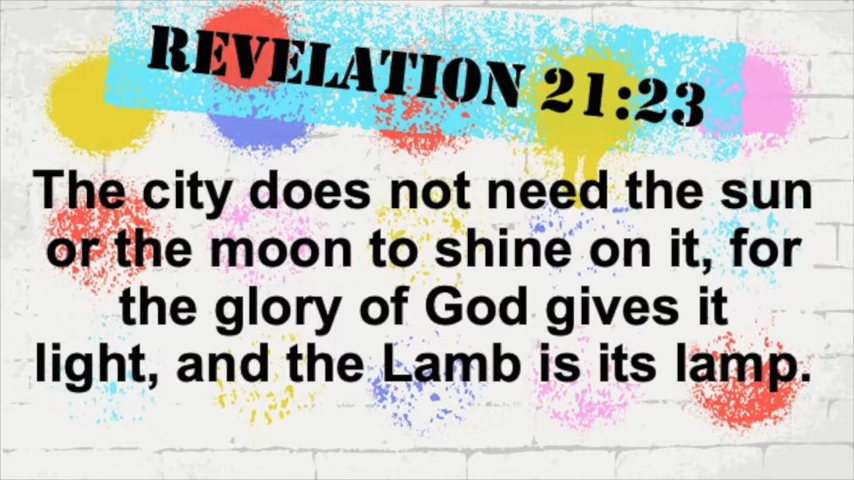 REVELATION 21:23
The city does not need the sun
or the moon to shine on it, for
the glory of God gives it
light, and the Lamb is its lamp.